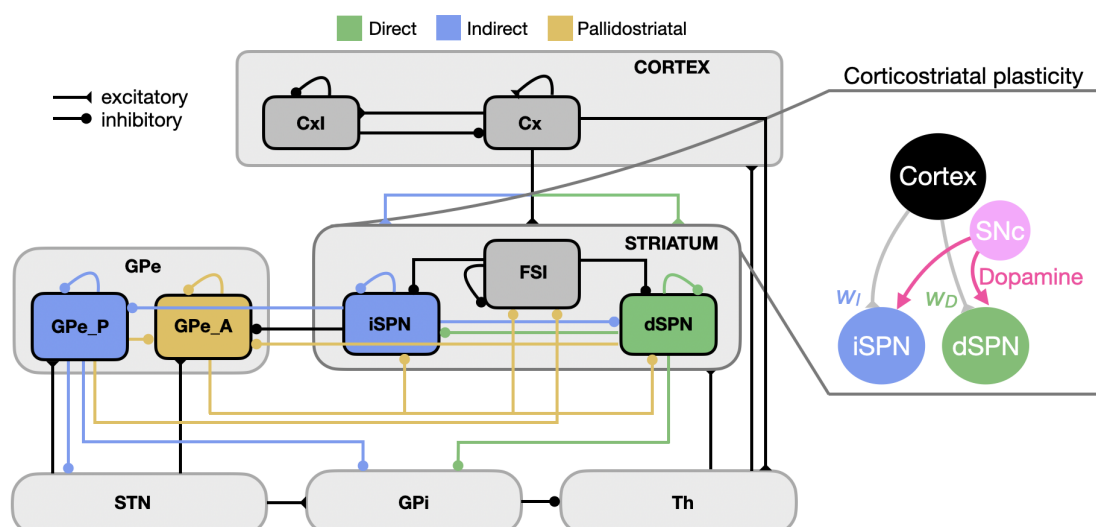 Direct
Indirect
Pallidostriatal
CORTEX
Corticostriatal plasticity
excitatory
inhibitory
CxI
Cx
Cortex
SNc
STRIATUM
GPe
FSI
Dopamine
wI
wD
GPe_P
GPe_A
iSPN
dSPN
iSPN
dSPN
STN
GPi
Th